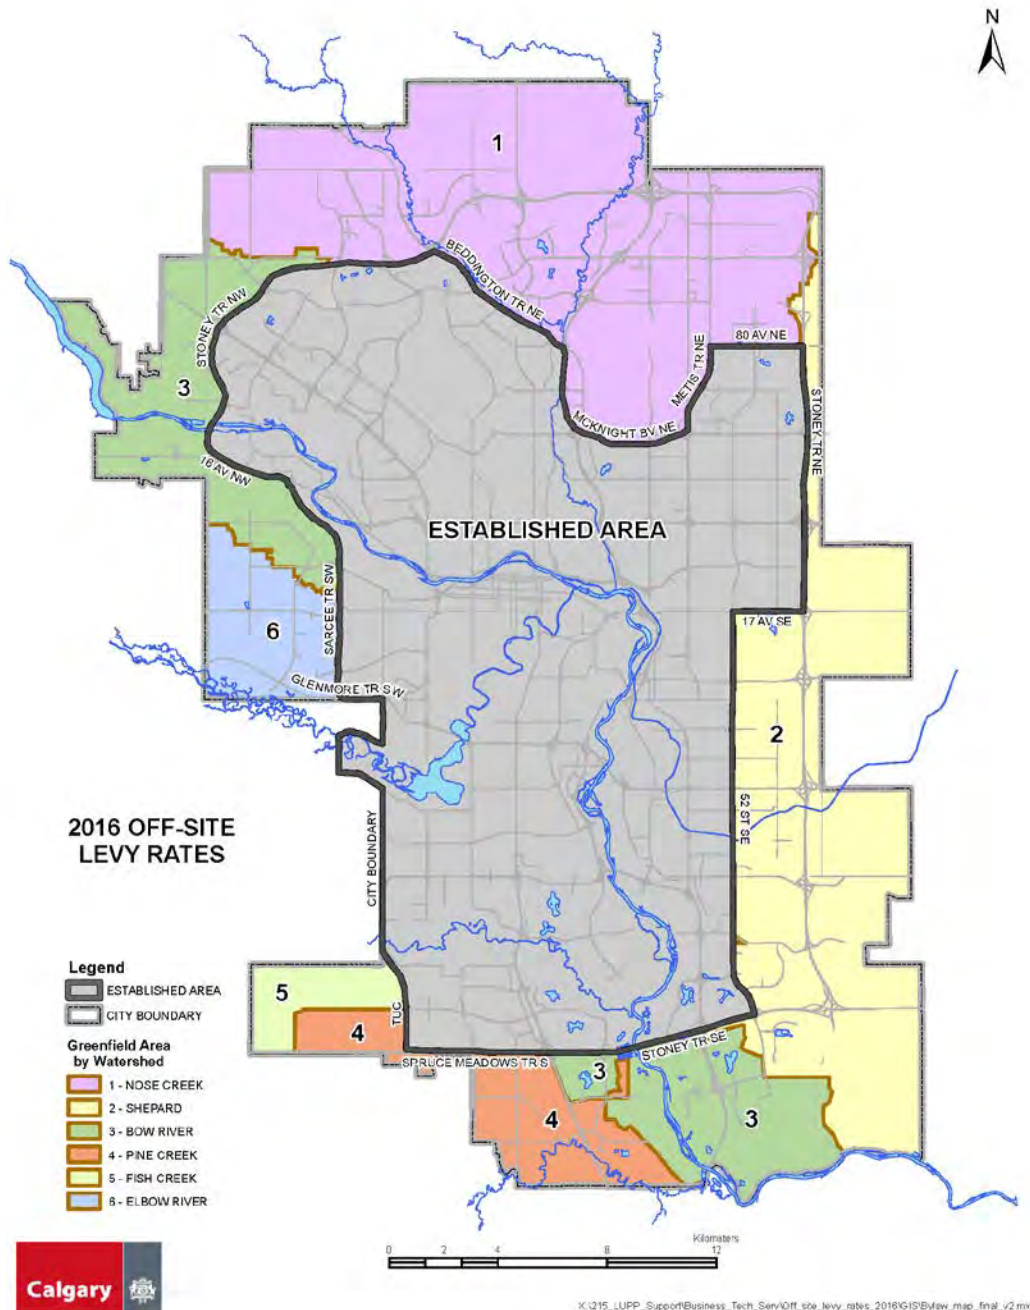 N
1
BEDDINGTON TR NE
STONEY TR NW
80 AV NE
METIS TR NE
3
MCKNIGHT BV NE
STONEY TR NE
16 AV NW
ESTABLISHED AREA
SARCEE TR SW
17 AV SE
6
GLENMORE TR SW
2
52 ST SE
2016 OFF-SITE
LEVY RATES
CITY BOUNDARY
Legend
ESTABLISHED AREA
CITY BOUNDARY
Greenfield Area
by Watershed
1 - NOSE CREEK
2 - SHEPARD
3 - BOW RIVER
4 - PINE CREEK
5 - FISH CREEK
6 - ELBOW RIVER
5
TUC
4
STONEY TR SE
SPRUCE MEADOWS TR S
3
4
3
Kilometers
0 2 4 8 12
Calgary